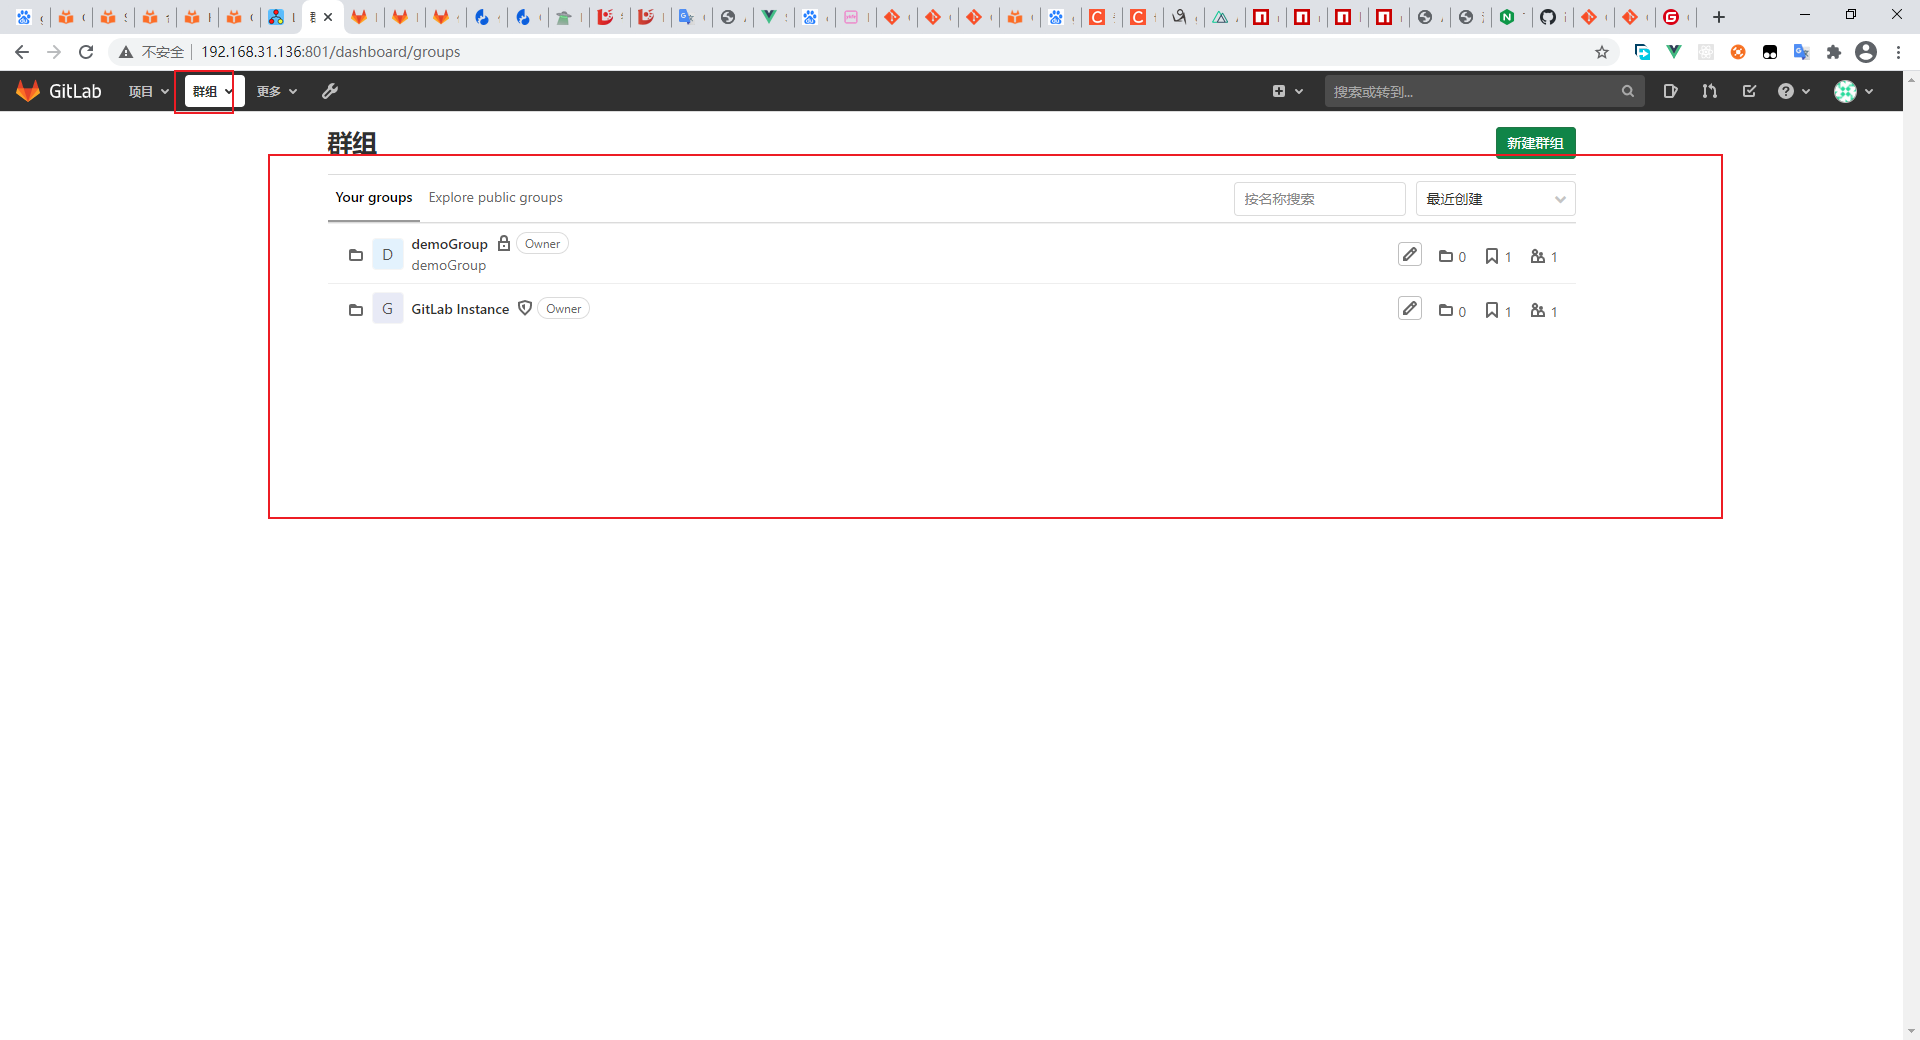 不安全 192.168.31.136:801/dashboard/groups
GitLab 项目 群组 更多 搜索或转到...
群组 新建群组
Your groups Explore public groups 按名称搜索 最近创建
demoGroup Owner
demoGroup
D 0 1 1
G GitLab Instance Owner 0 1 1